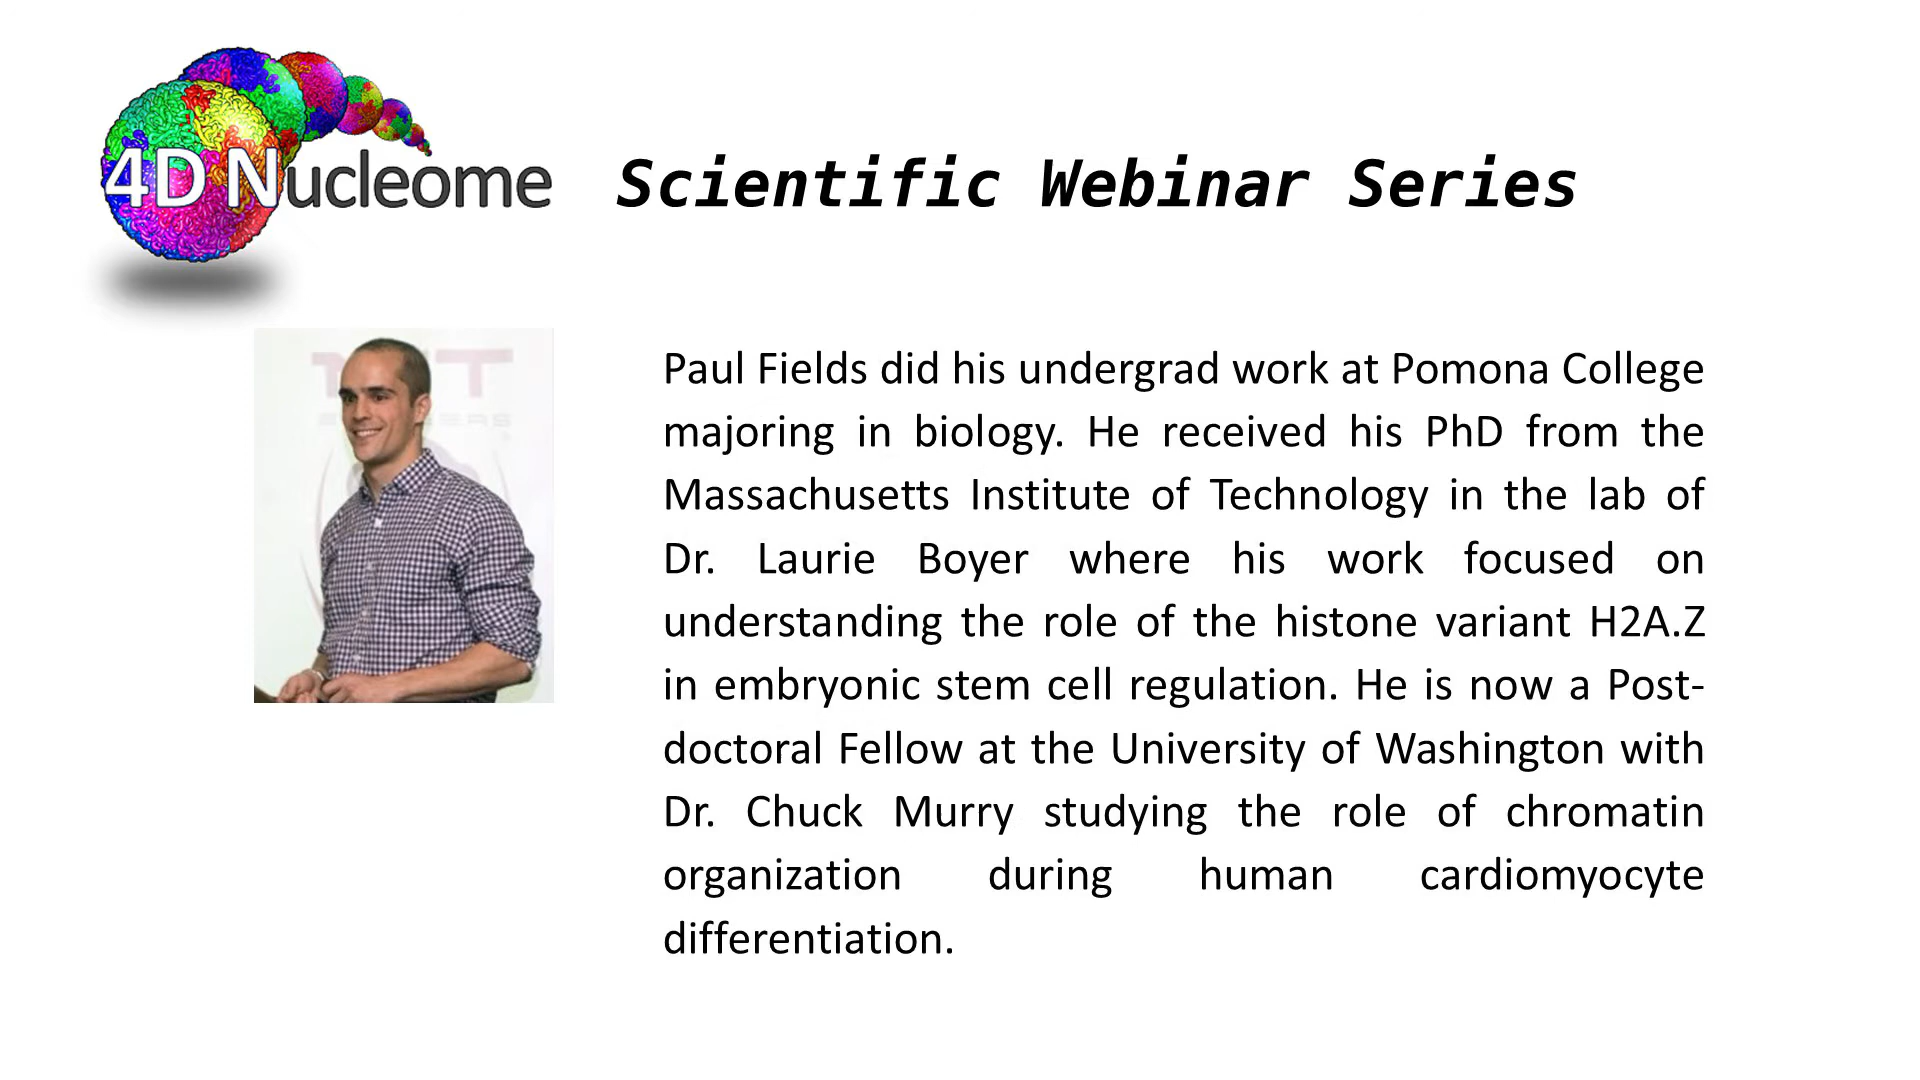 4D Nucleome
Scientific Webinar Series
Paul Fields did his undergrad work at Pomona College
majoring in biology. He received his PhD from the
Massachusetts Institute of Technology in the lab of
Dr. Laurie Boyer where his work focused on
understanding the role of the histone variant H2A.Z
in embryonic stem cell regulation. He is now a Post-
doctoral Fellow at the University of Washington with
Dr. Chuck Murry studying the role of chromatin
organization during human cardiomyocyte
differentiation.